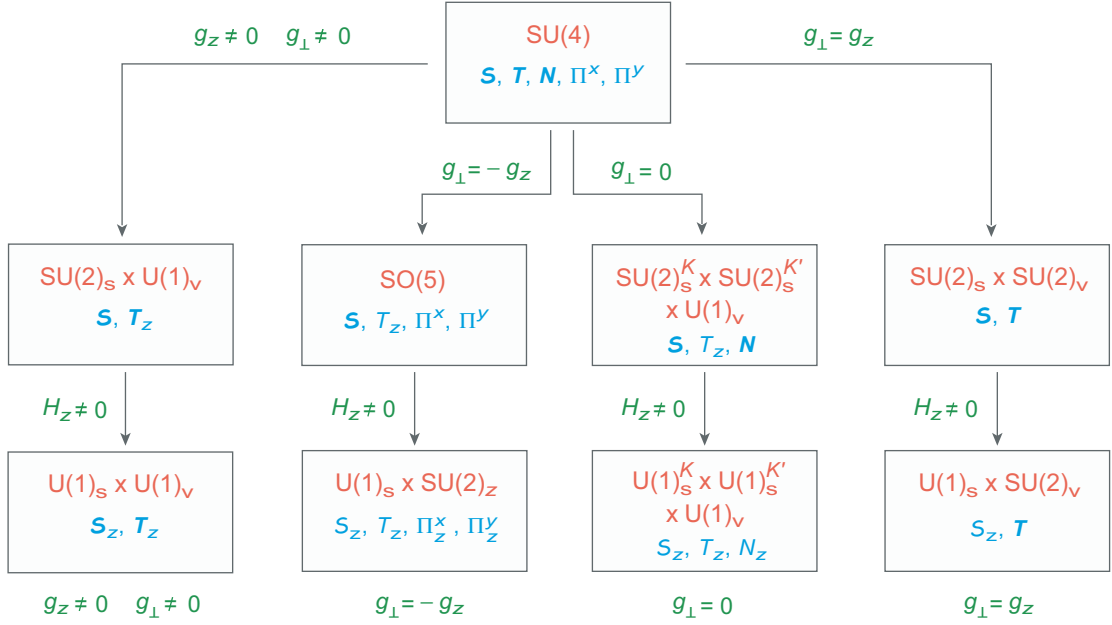 g_z ≠ 0 g_⊥ ≠ 0
SU(4)
g_⊥ = g_z
S, T, N, Π^x, Π^y
g_⊥ = − g_z
g_⊥ = 0
SU(2)_s x U(1)_v
S, T_z
SO(5)
S, T_z, Π^x, Π^y
SU(2)_s^K x SU(2)_s^K'
x U(1)_v
S, T_z, N
SU(2)_s x SU(2)_v
S, T
H_z ≠ 0
H_z ≠ 0
H_z ≠ 0
H_z ≠ 0
U(1)_s x U(1)_v
S_z, T_z
U(1)_s x SU(2)_z
S_z, T_z, Π_z^x , Π_z^y
U(1)_s^K x U(1)_s^K'
x U(1)_v
S_z, T_z, N_z
U(1)_s x SU(2)_v
S_z, T
g_z ≠ 0 g_⊥ ≠ 0
g_⊥ = − g_z
g_⊥ = 0
g_⊥ = g_z